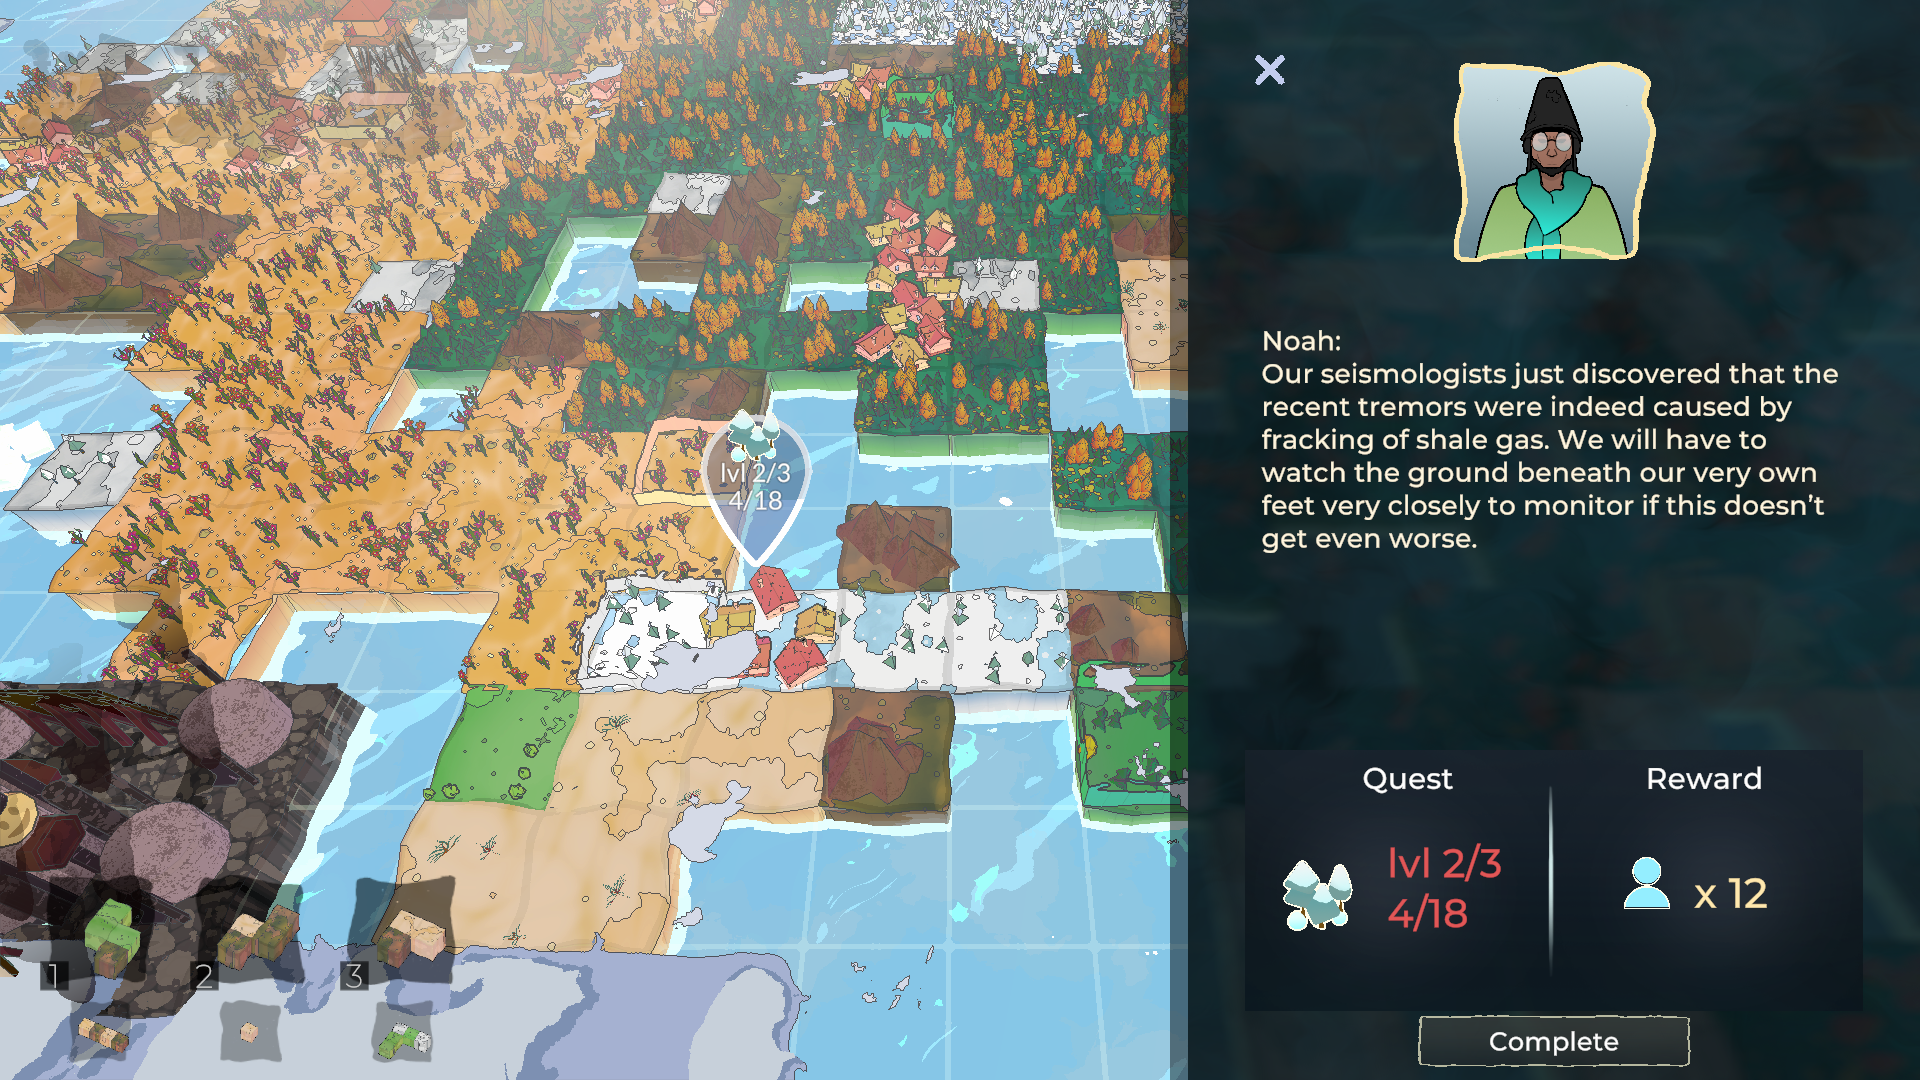 lvl 2/3
4/18
Noah:
Our seismologists just discovered that the
recent tremors were indeed caused by
fracking of shale gas. We will have to
watch the ground beneath our very own
feet very closely to monitor if this doesn't
get even worse.
Quest
Reward
lvl 2/3
4/18
x 12
1
2
3
Complete